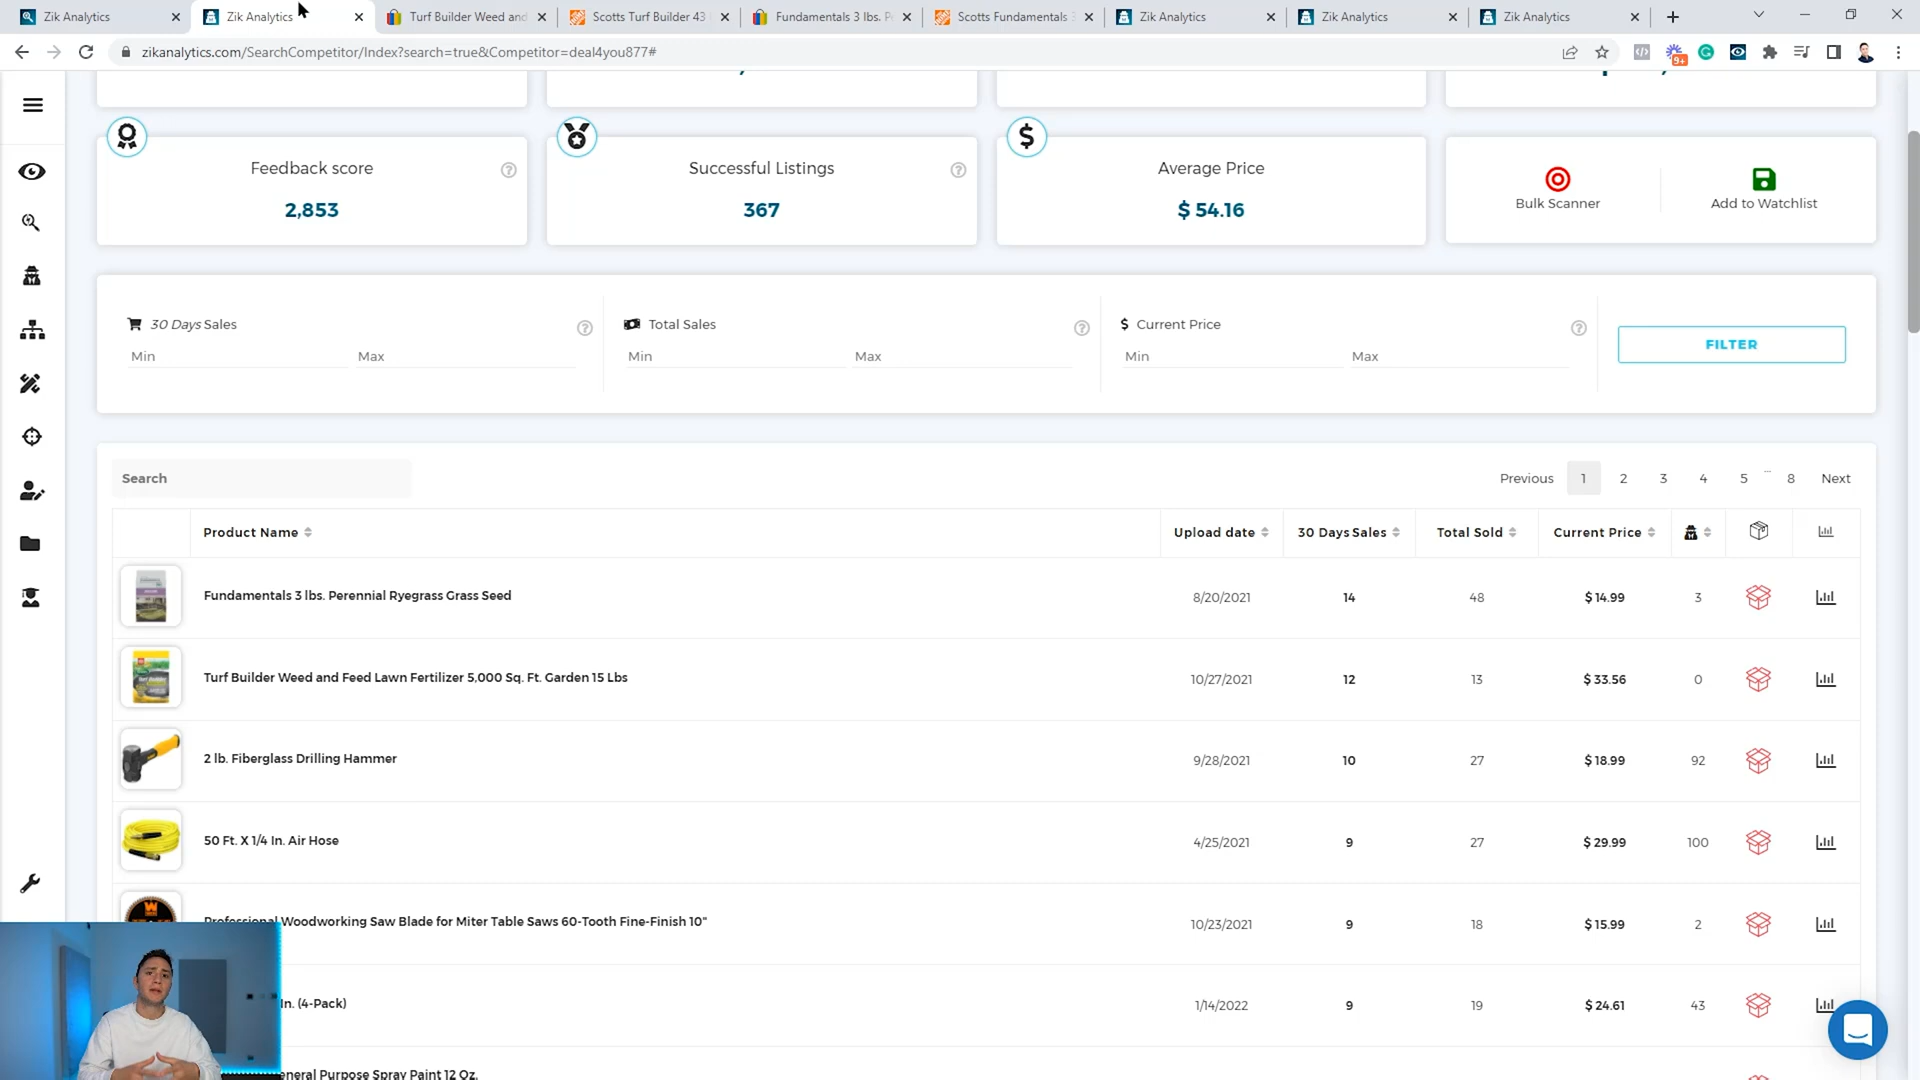 Zik Analytics
Zik Analytics
Turf Builder Weed and
Scotts Turf Builder 43
Fundamentals 3 lbs. P
Scotts Fundamentals
Zik Analytics
Zik Analytics
Zik Analytics
zikanalytics.com/SearchCompetitor/Index?search=true&Competitor=deal4you877#
9+
Feedback score
2,853
Successful Listings
367
Average Price
$ 54.16
Bulk Scanner
Add to Watchlist
30 Days Sales
Min
Max
Total Sales
Min
Max
$ Current Price
Min
Max
FILTER
Search
Previous 1 2 3 4 5 ... 8 Next
Product Name Upload date 30 Days Sales Total Sold Current Price
Fundamentals 3 lbs. Perennial Ryegrass Grass Seed 8/20/2021 14 48 $ 14.99 3
Turf Builder Weed and Feed Lawn Fertilizer 5,000 Sq. Ft. Garden 15 Lbs 10/27/2021 12 13 $ 33.56 0
2 lb. Fiberglass Drilling Hammer 9/28/2021 10 27 $ 18.99 92
50 Ft. X 1/4 In. Air Hose 4/25/2021 9 27 $ 29.99 100
Professional Woodworking Saw Blade for Miter Table Saws 60-Tooth Fine-Finish 10" 10/23/2021 9 18 $ 15.99 2
In. (4-Pack) 1/14/2022 9 19 $ 24.61 43
eneral Purpose Spray Paint 12 Oz.